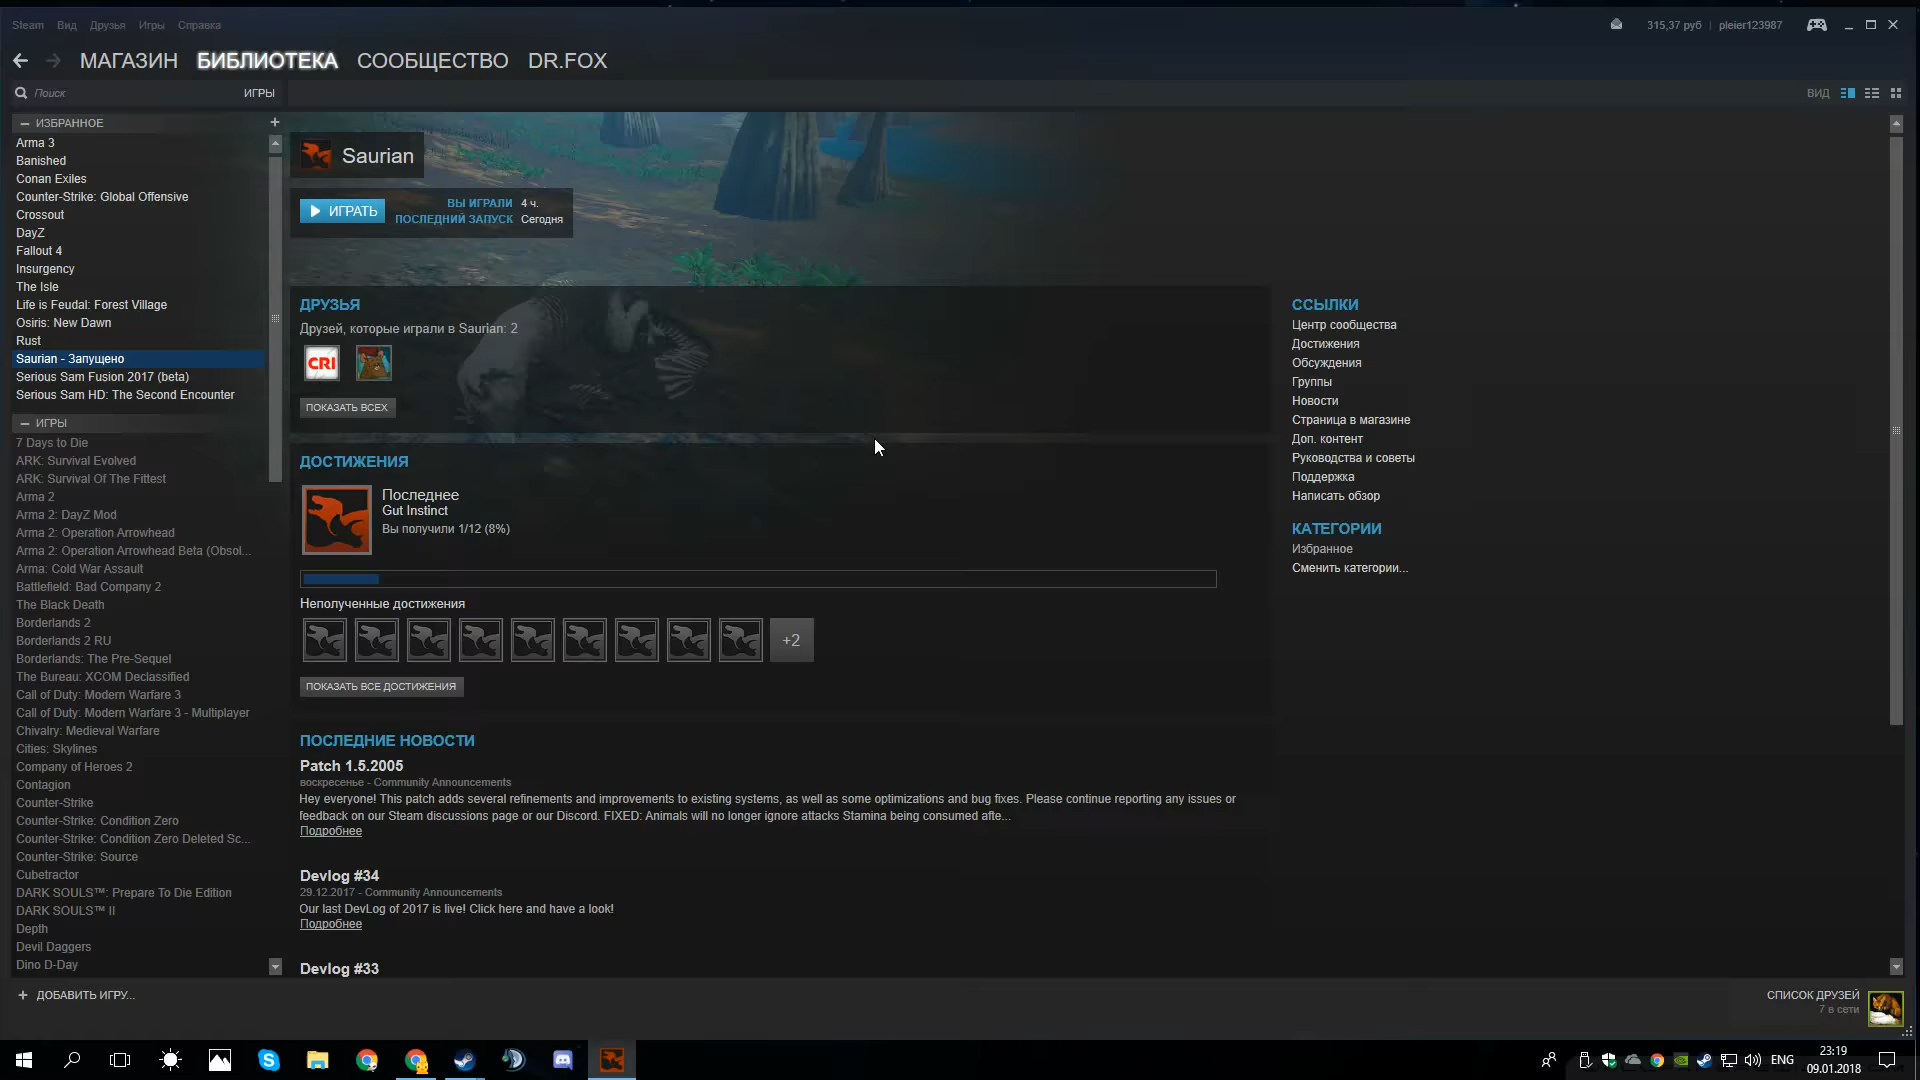 Steam Вид Друзья Игры Справка
315,37 руб | pleier123987
МАГАЗИН БИБЛИОТЕКА СООБЩЕСТВО DR.FOX
Поиск
ИГРЫ
ВИД
— ИЗБРАННОЕ +
Arma 3
Banished
Conan Exiles
Counter-Strike: Global Offensive
Crossout
DayZ
Fallout 4
Insurgency
The Isle
Life is Feudal: Forest Village
Osiris: New Dawn
Rust
Saurian - Запущено
Serious Sam Fusion 2017 (beta)
Serious Sam HD: The Second Encounter
— ИГРЫ
7 Days to Die
ARK: Survival Evolved
ARK: Survival Of The Fittest
Arma 2
Arma 2: DayZ Mod
Arma 2: Operation Arrowhead
Arma 2: Operation Arrowhead Beta (Obsol...
Arma: Cold War Assault
Battlefield: Bad Company 2
The Black Death
Borderlands 2
Borderlands 2 RU
Borderlands: The Pre-Sequel
The Bureau: XCOM Declassified
Call of Duty: Modern Warfare 3
Call of Duty: Modern Warfare 3 - Multiplayer
Chivalry: Medieval Warfare
Cities: Skylines
Company of Heroes 2
Contagion
Counter-Strike
Counter-Strike: Condition Zero
Counter-Strike: Condition Zero Deleted Sc...
Counter-Strike: Source
Cubetractor
DARK SOULS™: Prepare To Die Edition
DARK SOULS™ II
Depth
Devil Daggers
Dino D-Day
+ ДОБАВИТЬ ИГРУ...
Saurian
ИГРАТЬ
ВЫ ИГРАЛИ 4 ч.
ПОСЛЕДНИЙ ЗАПУСК Сегодня
ДРУЗЬЯ
Друзей, которые играли в Saurian: 2
CRI
ПОКАЗАТЬ ВСЕХ
ДОСТИЖЕНИЯ
Последнее
Gut Instinct
Вы получили 1/12 (8%)
Неполученные достижения
+2
ПОКАЗАТЬ ВСЕ ДОСТИЖЕНИЯ
ПОСЛЕДНИЕ НОВОСТИ
Patch 1.5.2005
воскресенье - Community Announcements
Hey everyone! This patch adds several refinements and improvements to existing systems, as well as some optimizations and bug fixes. Please continue reporting any issues or
feedback on our Steam discussions page or our Discord. FIXED: Animals will no longer ignore attacks Stamina being consumed afte...
Подробнее
Devlog #34
29.12.2017 - Community Announcements
Our last DevLog of 2017 is live! Click here and have a look!
Подробнее
Devlog #33
ССЫЛКИ
Центр сообщества
Достижения
Обсуждения
Группы
Новости
Страница в магазине
Доп. контент
Руководства и советы
Поддержка
Написать обзор
КАТЕГОРИИ
Избранное
Сменить категории...
СПИСОК ДРУЗЕЙ
7 в сети
ENG
23:19
09.01.2018